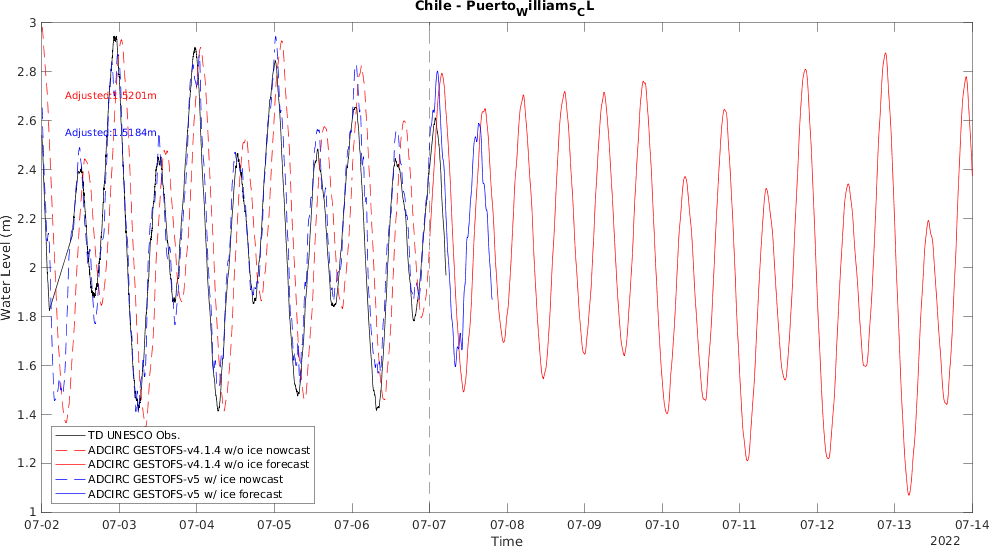 Chile - PuertoWilliamsCL
Water Level (m)
3
2.8
2.6
2.4
2.2
2
1.8
1.6
1.4
1.2
1
Adjusted:1.5201m
Adjusted:1.5184m
TD UNESCO Obs.
ADCIRC GESTOFS-v4.1.4 w/o ice nowcast
ADCIRC GESTOFS-v4.1.4 w/o ice forecast
ADCIRC GESTOFS-v5 w/ ice nowcast
ADCIRC GESTOFS-v5 w/ ice forecast
07-02 07-03 07-04 07-05 07-06 07-07 07-08 07-09 07-10 07-11 07-12 07-13 07-14
Time
2022